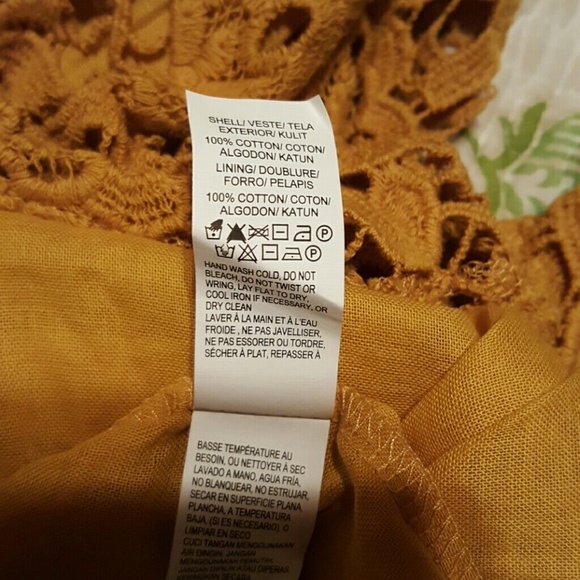 SHELL/ VESTE/ TELA
EXTERIOR/ KULIT
100% COTTON/ COTON/
ALGODON/ KATUN
LINING/ DOUBLURE/
FORRO/ PELAPIS
100% COTTON/ COTON/
ALGODON/ KATUN
HAND WASH COLD, DO NOT
BLEACH, DO NOT TWIST OR
WRING, LAY FLAT TO DRY,
COOL IRON IF NECESSARY, OR
DRY CLEAN
LAVER À LA MAIN ET À L'EAU
FROIDE , NE PAS JAVELLISER,
NE PAS ESSORER OU TORDRE,
SÉCHER À PLAT, REPASSER À
BASSE TEMPÉRATURE AU
BESOIN, OU NETTOYER À SEC
LAVADO A MANO, AGUA FRÍA,
NO BLANQUEAR, NO ESTRUJAR,
SECAR EN SUPERFICIE PLANA,
PLANCHA, A TEMPERATURA
BAJA, (SI ES NECESARIO), O
LIMPIAR EN SECO
CUCI TANGAN MENGGUNAKAN
AIR DINGIN, JANGAN